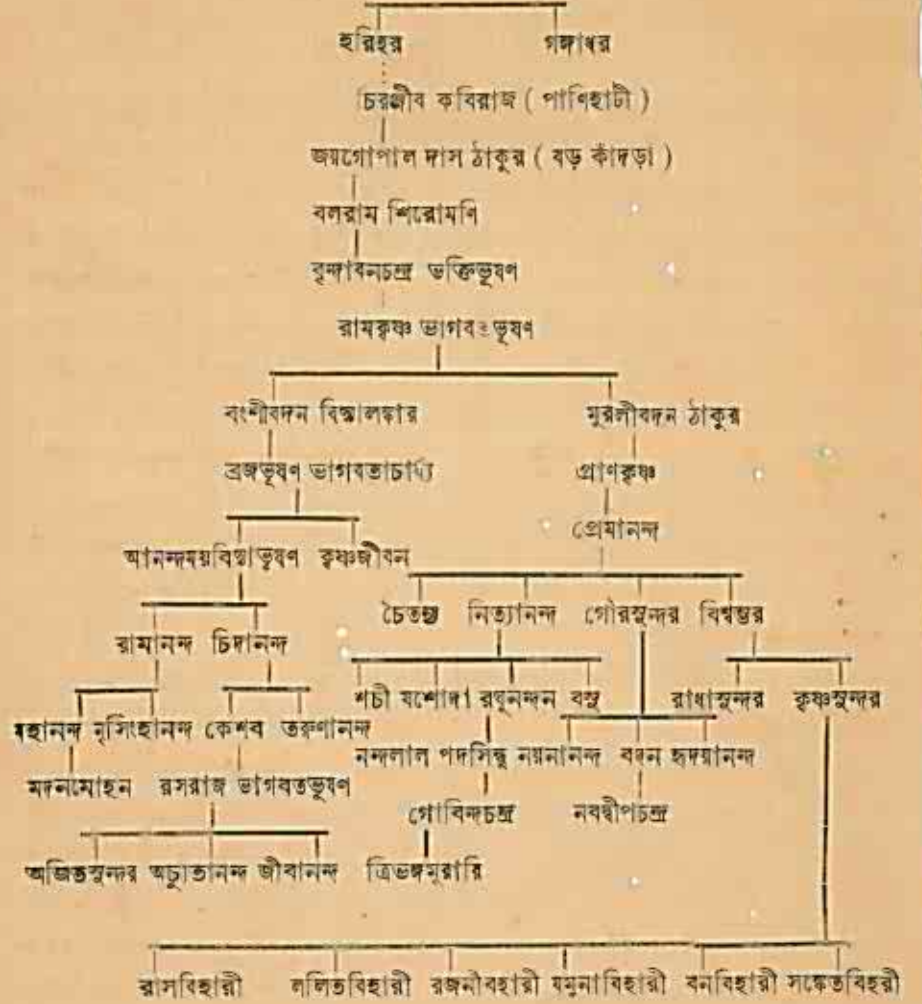 হরিহর গঙ্গাধর
চিরঞ্জীব কবিরাজ ( পাণিহাটী )
জয়গোপাল দাস ঠাকুর ( বড় কাঁদড়া )
বলরাম শিরোমণি
বৃন্দাবনচন্দ্র ভক্তিভূষণ
রামকৃষ্ণ ভাগবতভূষণ
বংশীবদন বিদ্যালঙ্কার মুরলীবদন ঠাকুর
ব্রজভূষণ ভাগবতাচার্য্য প্রাণকৃষ্ণ
প্রেমানন্দ
আনন্দময়বিদ্যাভূষণ কৃষ্ণজীবন
চৈতন্য নিত্যানন্দ গৌরসুন্দর বিশ্বম্ভর
রামানন্দ চিদানন্দ
শচী যশোদা রঘুনন্দন বসু রাধাসুন্দর কৃষ্ণসুন্দর
মহানন্দ নৃসিংহানন্দ কেশব তরুণানন্দ
নন্দলাল পদসিন্ধু নয়নানন্দ বদন হৃদয়ানন্দ
মদনমোহন রসরাজ ভাগবতভূষণ
গোবিন্দচন্দ্র নবদ্বীপচন্দ্র
অজিতসুন্দর অচ্যুতানন্দ জীবানন্দ ত্রিভঙ্গমুরারি
রাসবিহারী ললিতবিহারী রজনীবহারী যমুনাবিহারী বনবিহারী সঙ্কেতবিহরী